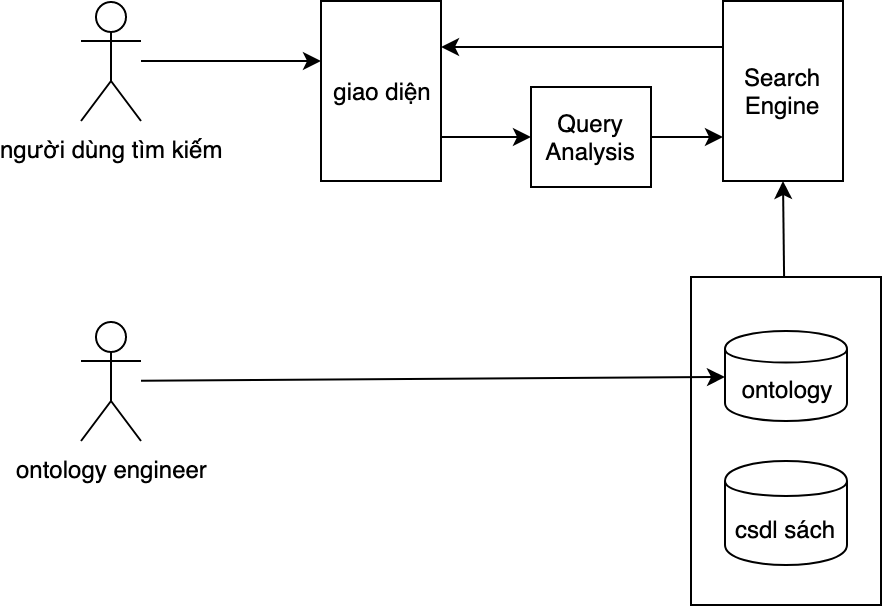 giao diện
Search
Engine
Query
Analysis
người dùng tìm kiếm
ontology
ontology engineer
csdl sách